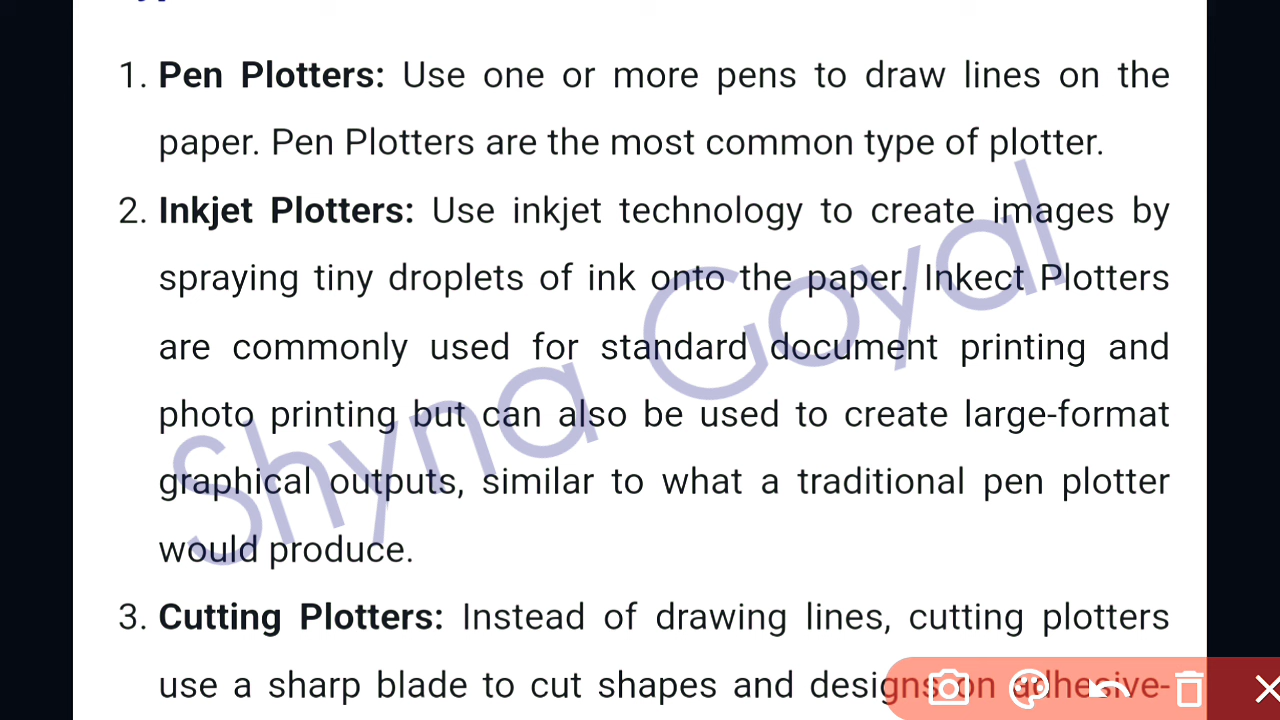 1. Pen Plotters: Use one or more pens to draw lines on the
paper. Pen Plotters are the most common type of plotter.
2. Inkjet Plotters: Use inkjet technology to create images by
spraying tiny droplets of ink onto the paper. Inkect Plotters
are commonly used for standard document printing and
photo printing but can also be used to create large-format
graphical outputs, similar to what a traditional pen plotter
would produce.
3. Cutting Plotters: Instead of drawing lines, cutting plotters
use a sharp blade to cut shapes and designs on adhesive-
Shyna Goyal